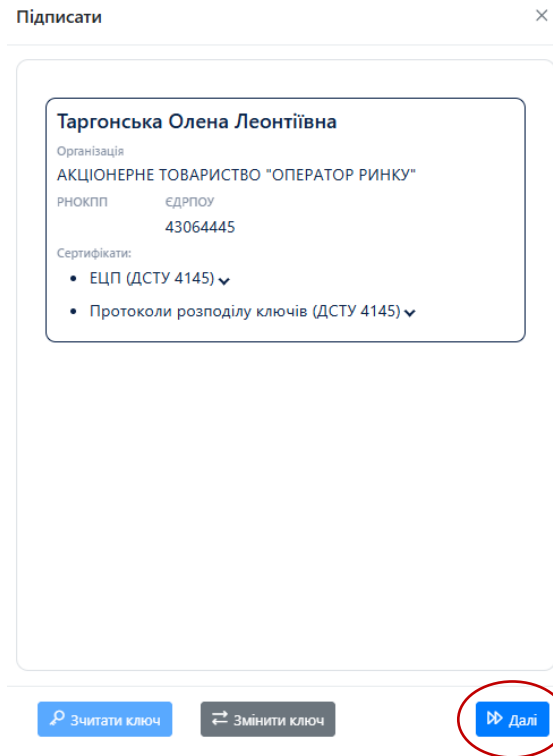 Підписати
Таргонська Олена Леонтіївна
Організація
АКЦІОНЕРНЕ ТОВАРИСТВО "ОПЕРАТОР РИНКУ"
РНОКПП ЄДРПОУ
43064445
Сертифікати:
• ЕЦП (ДСТУ 4145)
• Протоколи розподілу ключів (ДСТУ 4145)
Зчитати ключ Змінити ключ Далі